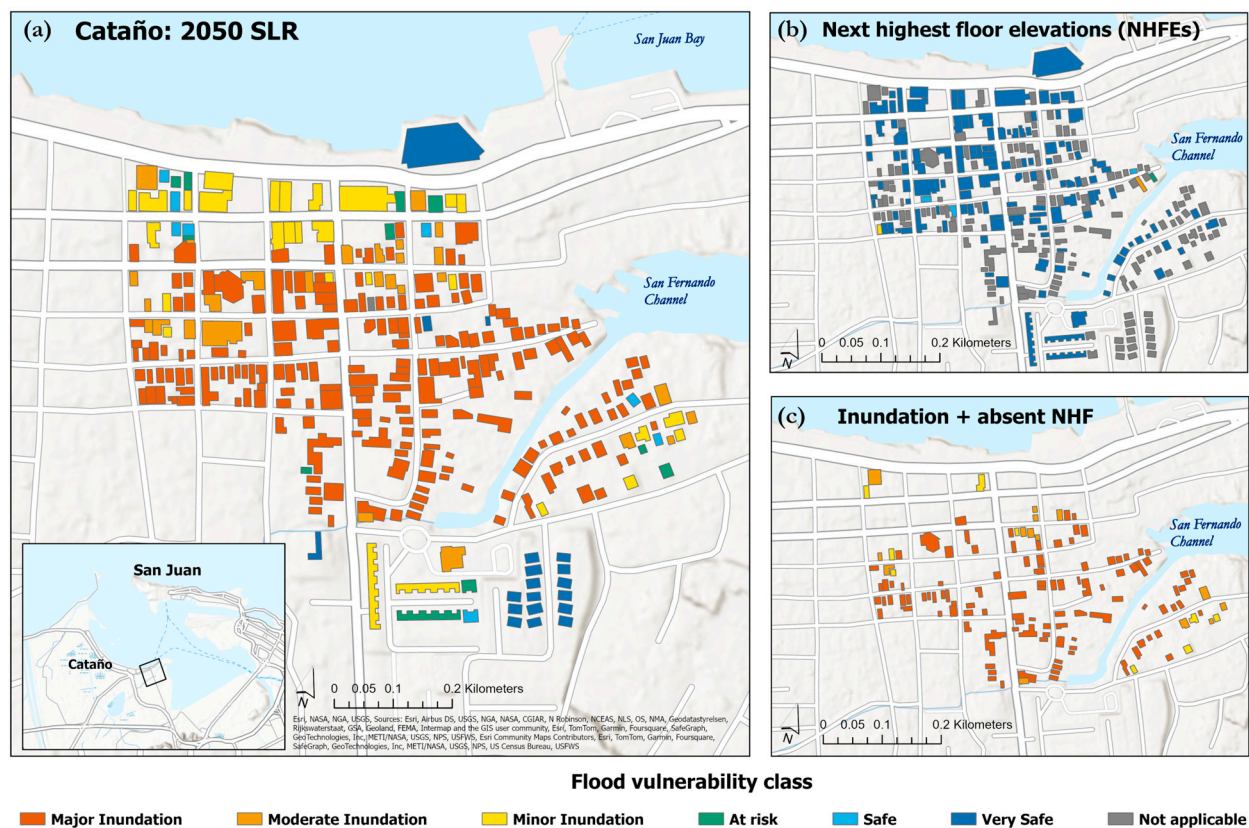 (a) Cataño: 2050 SLR
San Juan Bay
San Fernando
Channel
San Juan
Cataño
N
0 0.05 0.1 0.2 Kilometers
Esri, NASA, NGA, USGS, Sources: Esri, Airbus DS, USGS, NGA, NASA, CGIAR, N Robinson, NCEAS, NLS, OS, NMA, Geodatastyrelsen,
Rijkswaterstaat, GSA, Geoland, FEMA, Intermap and the GIS user community, Esri, TomTom, Garmin, Foursquare, SafeGraph,
GeoTechnologies, Inc, METI/NASA, USGS, NPS, USFWS, Esri Community Maps Contributors, Esri, TomTom, Garmin, Foursquare,
SafeGraph, GeoTechnologies, Inc, METI/NASA, USGS, NPS, US Census Bureau, USFWS
(b) Next highest floor elevations (NHFEs)
San Fernando
Channel
N
0 0.05 0.1 0.2 Kilometers
(c) Inundation + absent NHF
San Fernando
Channel
N
0 0.05 0.1 0.2 Kilometers
Flood vulnerability class
Major Inundation Moderate Inundation Minor Inundation At risk Safe Very Safe Not applicable